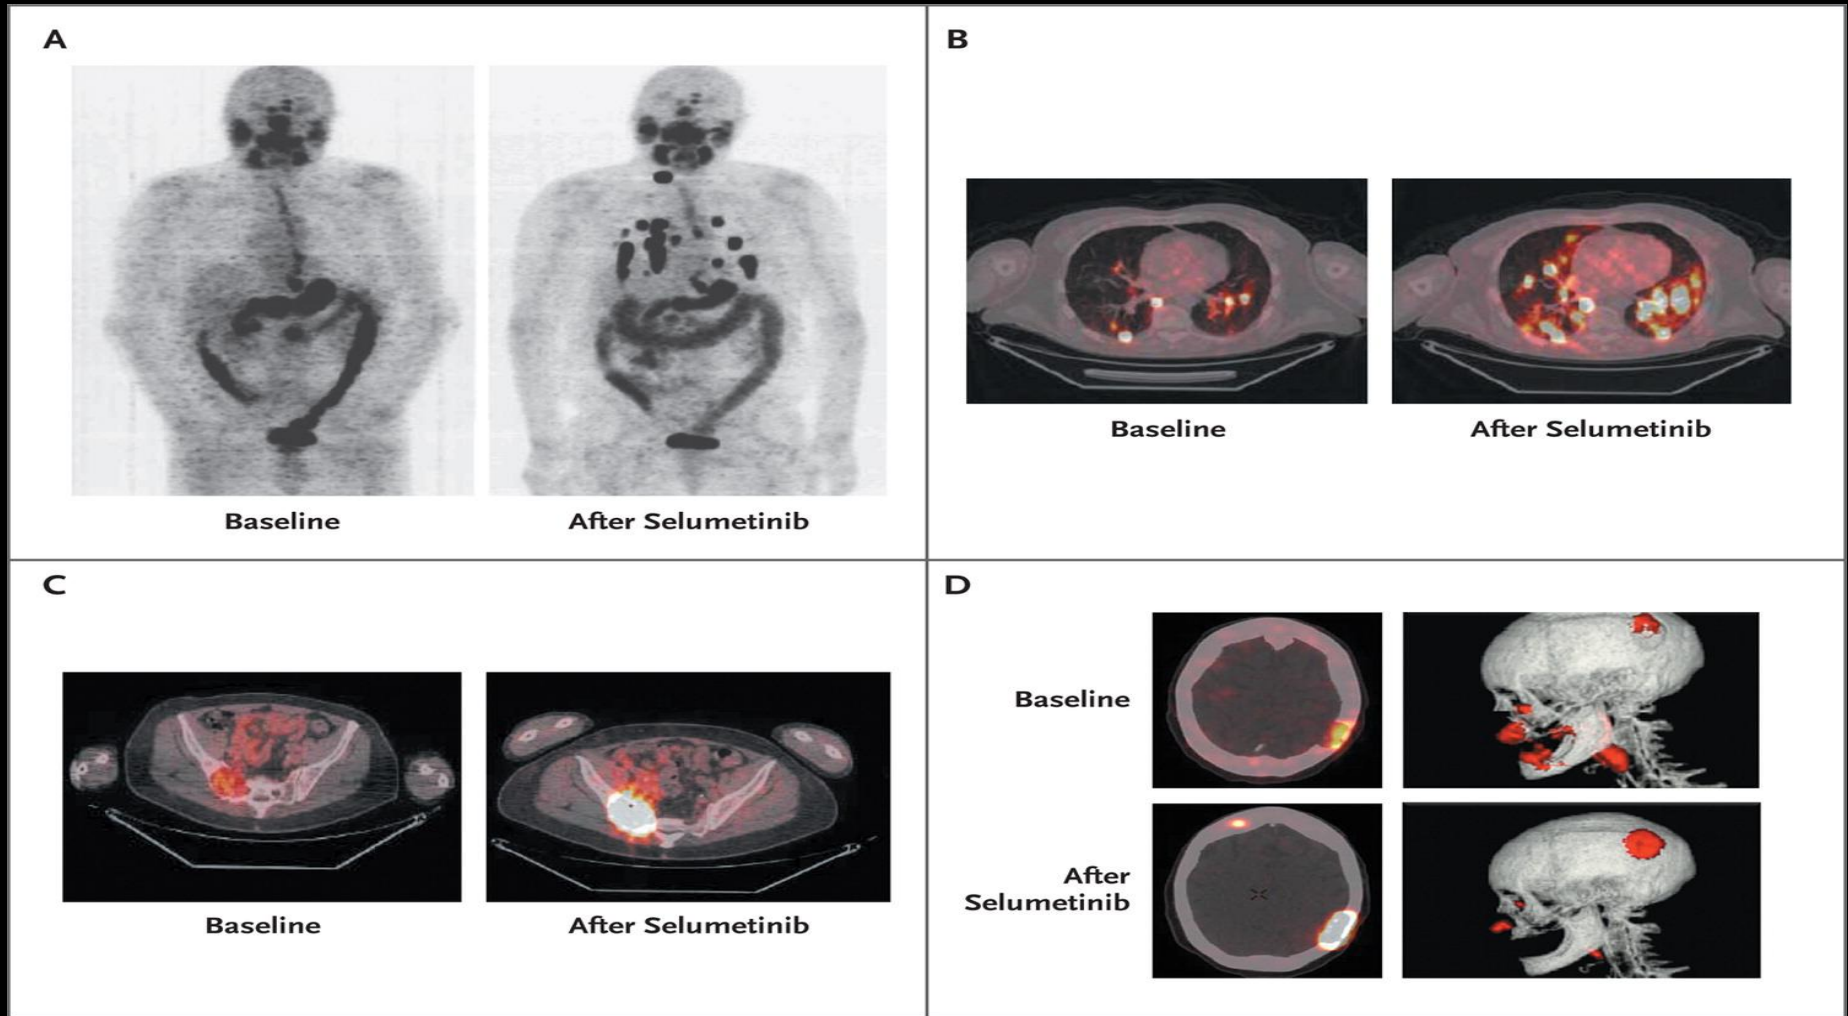 A
Baseline
After Selumetinib
B
Baseline
After Selumetinib
C
Baseline
After Selumetinib
D
Baseline
After
Selumetinib